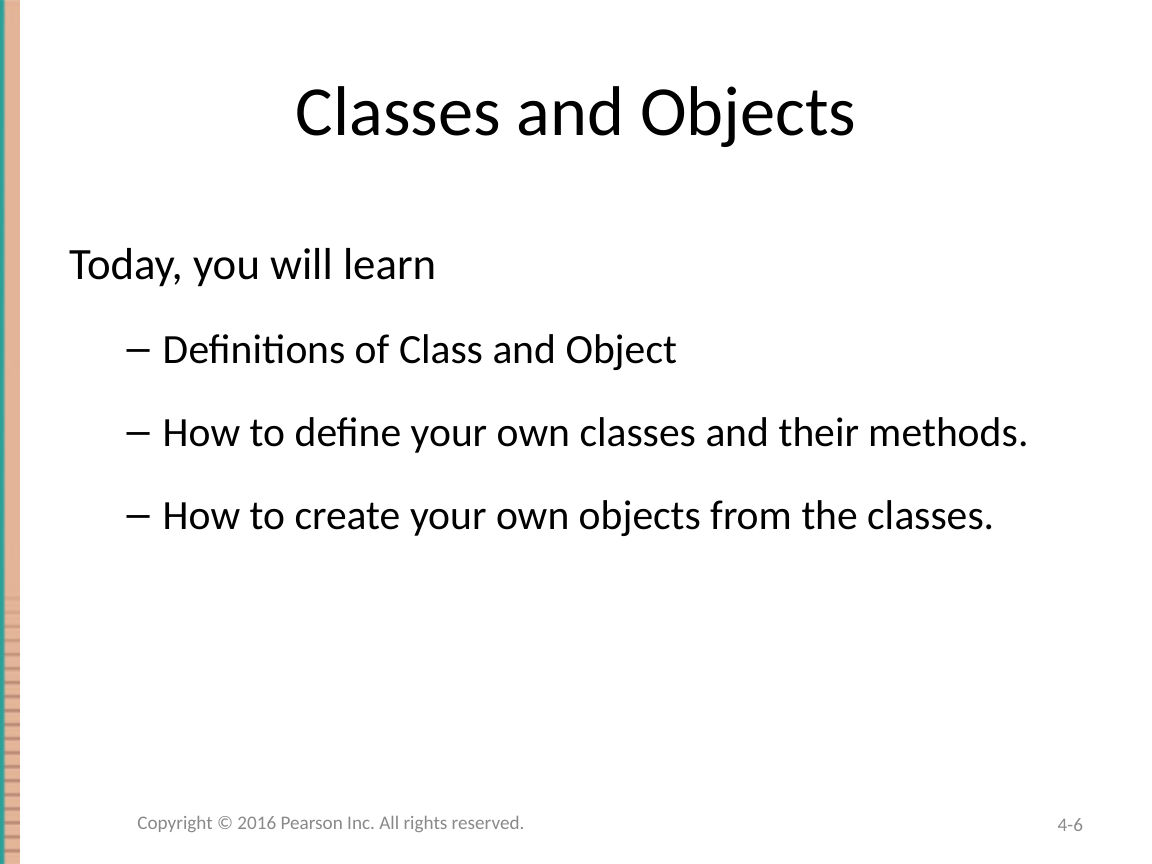 Classes and Objects
Today, you will learn
– Definitions of Class and Object
– How to define your own classes and their methods.
– How to create your own objects from the classes.
Copyright © 2016 Pearson Inc. All rights reserved.
4-6